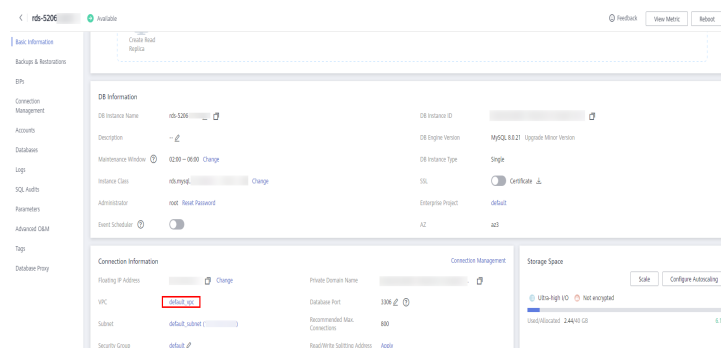 rds-5206 Available Feedback View Metric Reboot
Create Read
Replica
Basic Information
Backups & Restorations
EIPs
Connection
Management
Accounts
Databases
Logs
SQL Audits
Parameters
Advanced O&M
Tags
Database Proxy
DB Information
DB Instance Name rds-5206 DB Instance ID
Description -- DB Engine Version MySQL 8.0.21 Upgrade Minor Version
Maintenance Window 02:00 — 06:00 Change DB Instance Type Single
Instance Class rds.mysql. Change SSL Certificate
Administrator root Reset Password Enterprise Project default
Event Scheduler AZ az3
Connection Information Connection Management
Floating IP Address Change Private Domain Name
VPC default_vpc Database Port 3306
Subnet default_subnet ( ) Recommended Max.
Connections 800
Security Group default Read/Write Splitting Address Apply
Storage Space
Scale Configure Autoscaling
Ultra-high I/O Not encrypted
Used/Allocated 2.44/40 GB